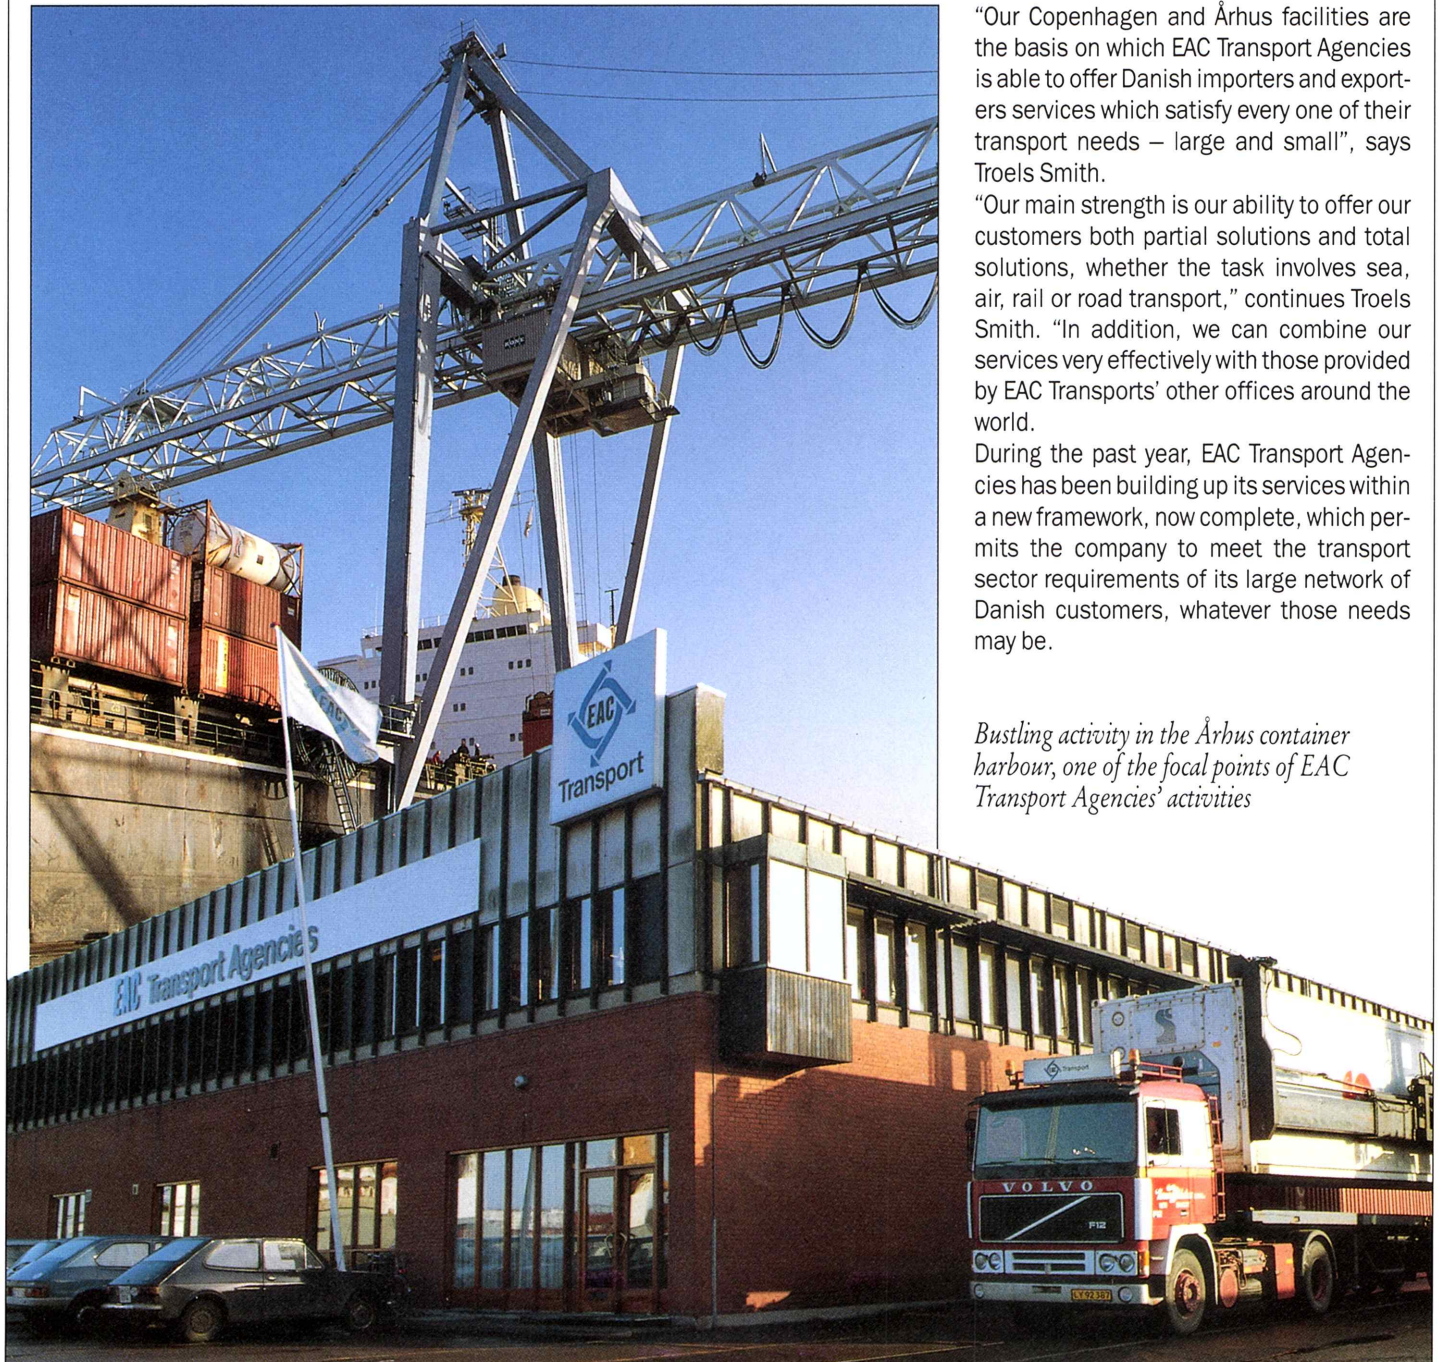 “Our Copenhagen and Århus facilities are
the basis on which EAC Transport Agencies
is able to offer Danish importers and export-
ers services which satisfy every one of their
transport needs – large and small”, says
Troels Smith.
“Our main strength is our ability to offer our
customers both partial solutions and total
solutions, whether the task involves sea,
air, rail or road transport,” continues Troels
Smith. “In addition, we can combine our
services very effectively with those provided
by EAC Transports’ other offices around the
world.
During the past year, EAC Transport Agen-
cies has been building up its services within
a new framework, now complete, which per-
mits the company to meet the transport
sector requirements of its large network of
Danish customers, whatever those needs
may be.
Bustling activity in the Århus container
harbour, one of the focal points of EAC
Transport Agencies’ activities
EAC
EAC
Transport
EAC Transport Agencies
EAC Transport
VOLVO
F12
LY 92 387